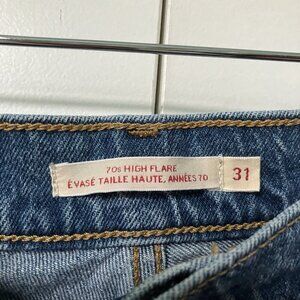 70s HIGH FLARE
ÉVASÉ TAILLE HAUTE, ANNÉES 70
31